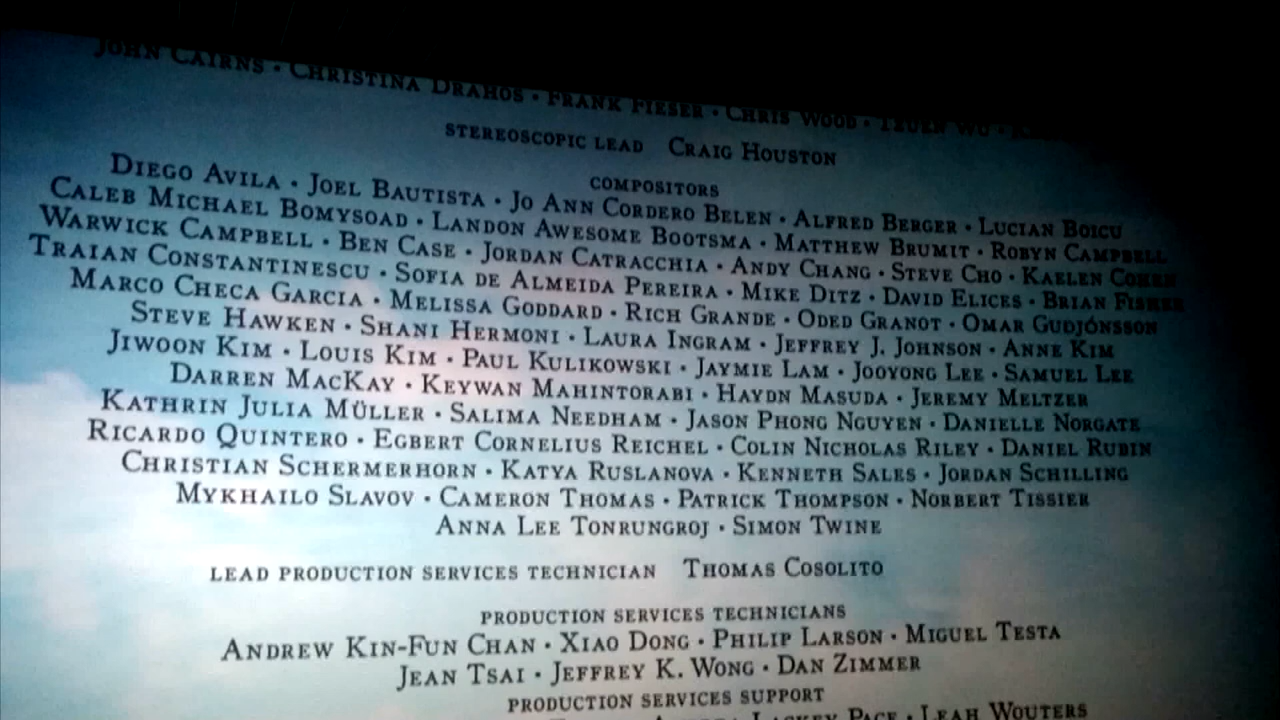 JOHN CAIRNS • CHRISTINA DRAHOS • FRANK FIESER • CHRIS WOOD • TZUEN WU •
STEREOSCOPIC LEAD CRAIG HOUSTON
COMPOSITORS
DIEGO AVILA • JOEL BAUTISTA • JO ANN CORDERO BELEN • ALFRED BERGER • LUCIAN BOICU
CALEB MICHAEL BOMYSOAD • LANDON AWESOME BOOTSMA • MATTHEW BRUMIT • ROBYN CAMPBELL
WARWICK CAMPBELL • BEN CASE • JORDAN CATRACCHIA • ANDY CHANG • STEVE CHO • KAELEN COHEN
TRAIAN CONSTANTINESCU • SOFIA DE ALMEIDA PEREIRA • MIKE DITZ • DAVID ELICES • BRIAN FISHER
MARCO CHECA GARCIA • MELISSA GODDARD • RICH GRANDE • ODED GRANOT • OMAR GUDJÓNSSON
STEVE HAWKEN • SHANI HERMONI • LAURA INGRAM • JEFFREY J. JOHNSON • ANNE KIM
JIWOON KIM • LOUIS KIM • PAUL KULIKOWSKI • JAYMIE LAM • JOOYONG LEE • SAMUEL LEE
DARREN MACKAY • KEYWAN MAHINTORABI • HAYDN MASUDA • JEREMY MELTZER
KATHRIN JULIA MÜLLER • SALIMA NEEDHAM • JASON PHONG NGUYEN • DANIELLE NORGATE
RICARDO QUINTERO • EGBERT CORNELIUS REICHEL • COLIN NICHOLAS RILEY • DANIEL RUBIN
CHRISTIAN SCHERMERHORN • KATYA RUSLANOVA • KENNETH SALES • JORDAN SCHILLING
MYKHAILO SLAVOV • CAMERON THOMAS • PATRICK THOMPSON • NORBERT TISSIER
ANNA LEE TONRUNGROJ • SIMON TWINE
LEAD PRODUCTION SERVICES TECHNICIAN THOMAS COSOLITO
PRODUCTION SERVICES TECHNICIANS
ANDREW KIN-FUN CHAN • XIAO DONG • PHILIP LARSON • MIGUEL TESTA
JEAN TSAI • JEFFREY K. WONG • DAN ZIMMER
PRODUCTION SERVICES SUPPORT
LACKEY PACE • LEAH WOUTERS